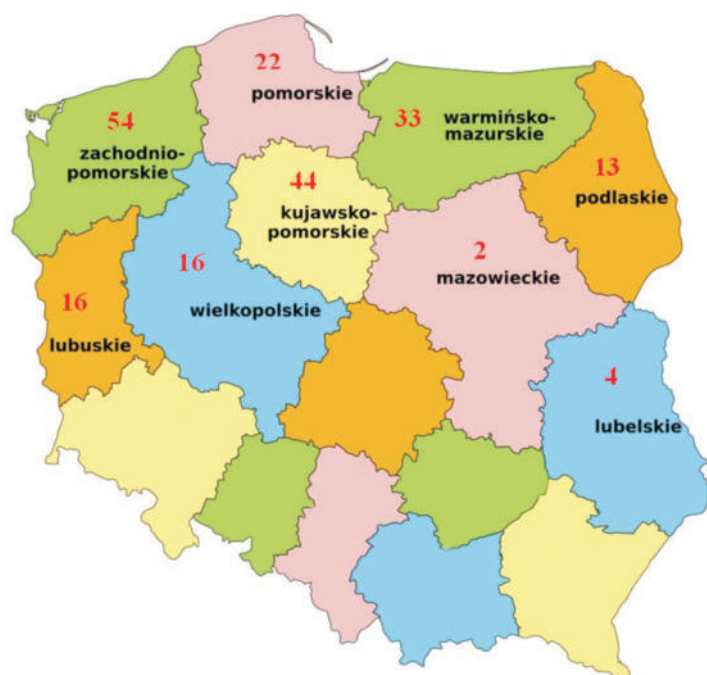 22
pomorskie
54
zachodnio-
pomorskie
33
warmińsko-
mazurskie
13
podlaskie
44
kujawsko-
pomorskie
2
mazowieckie
16
wielkopolskie
16
lubuskie
4
lubelskie